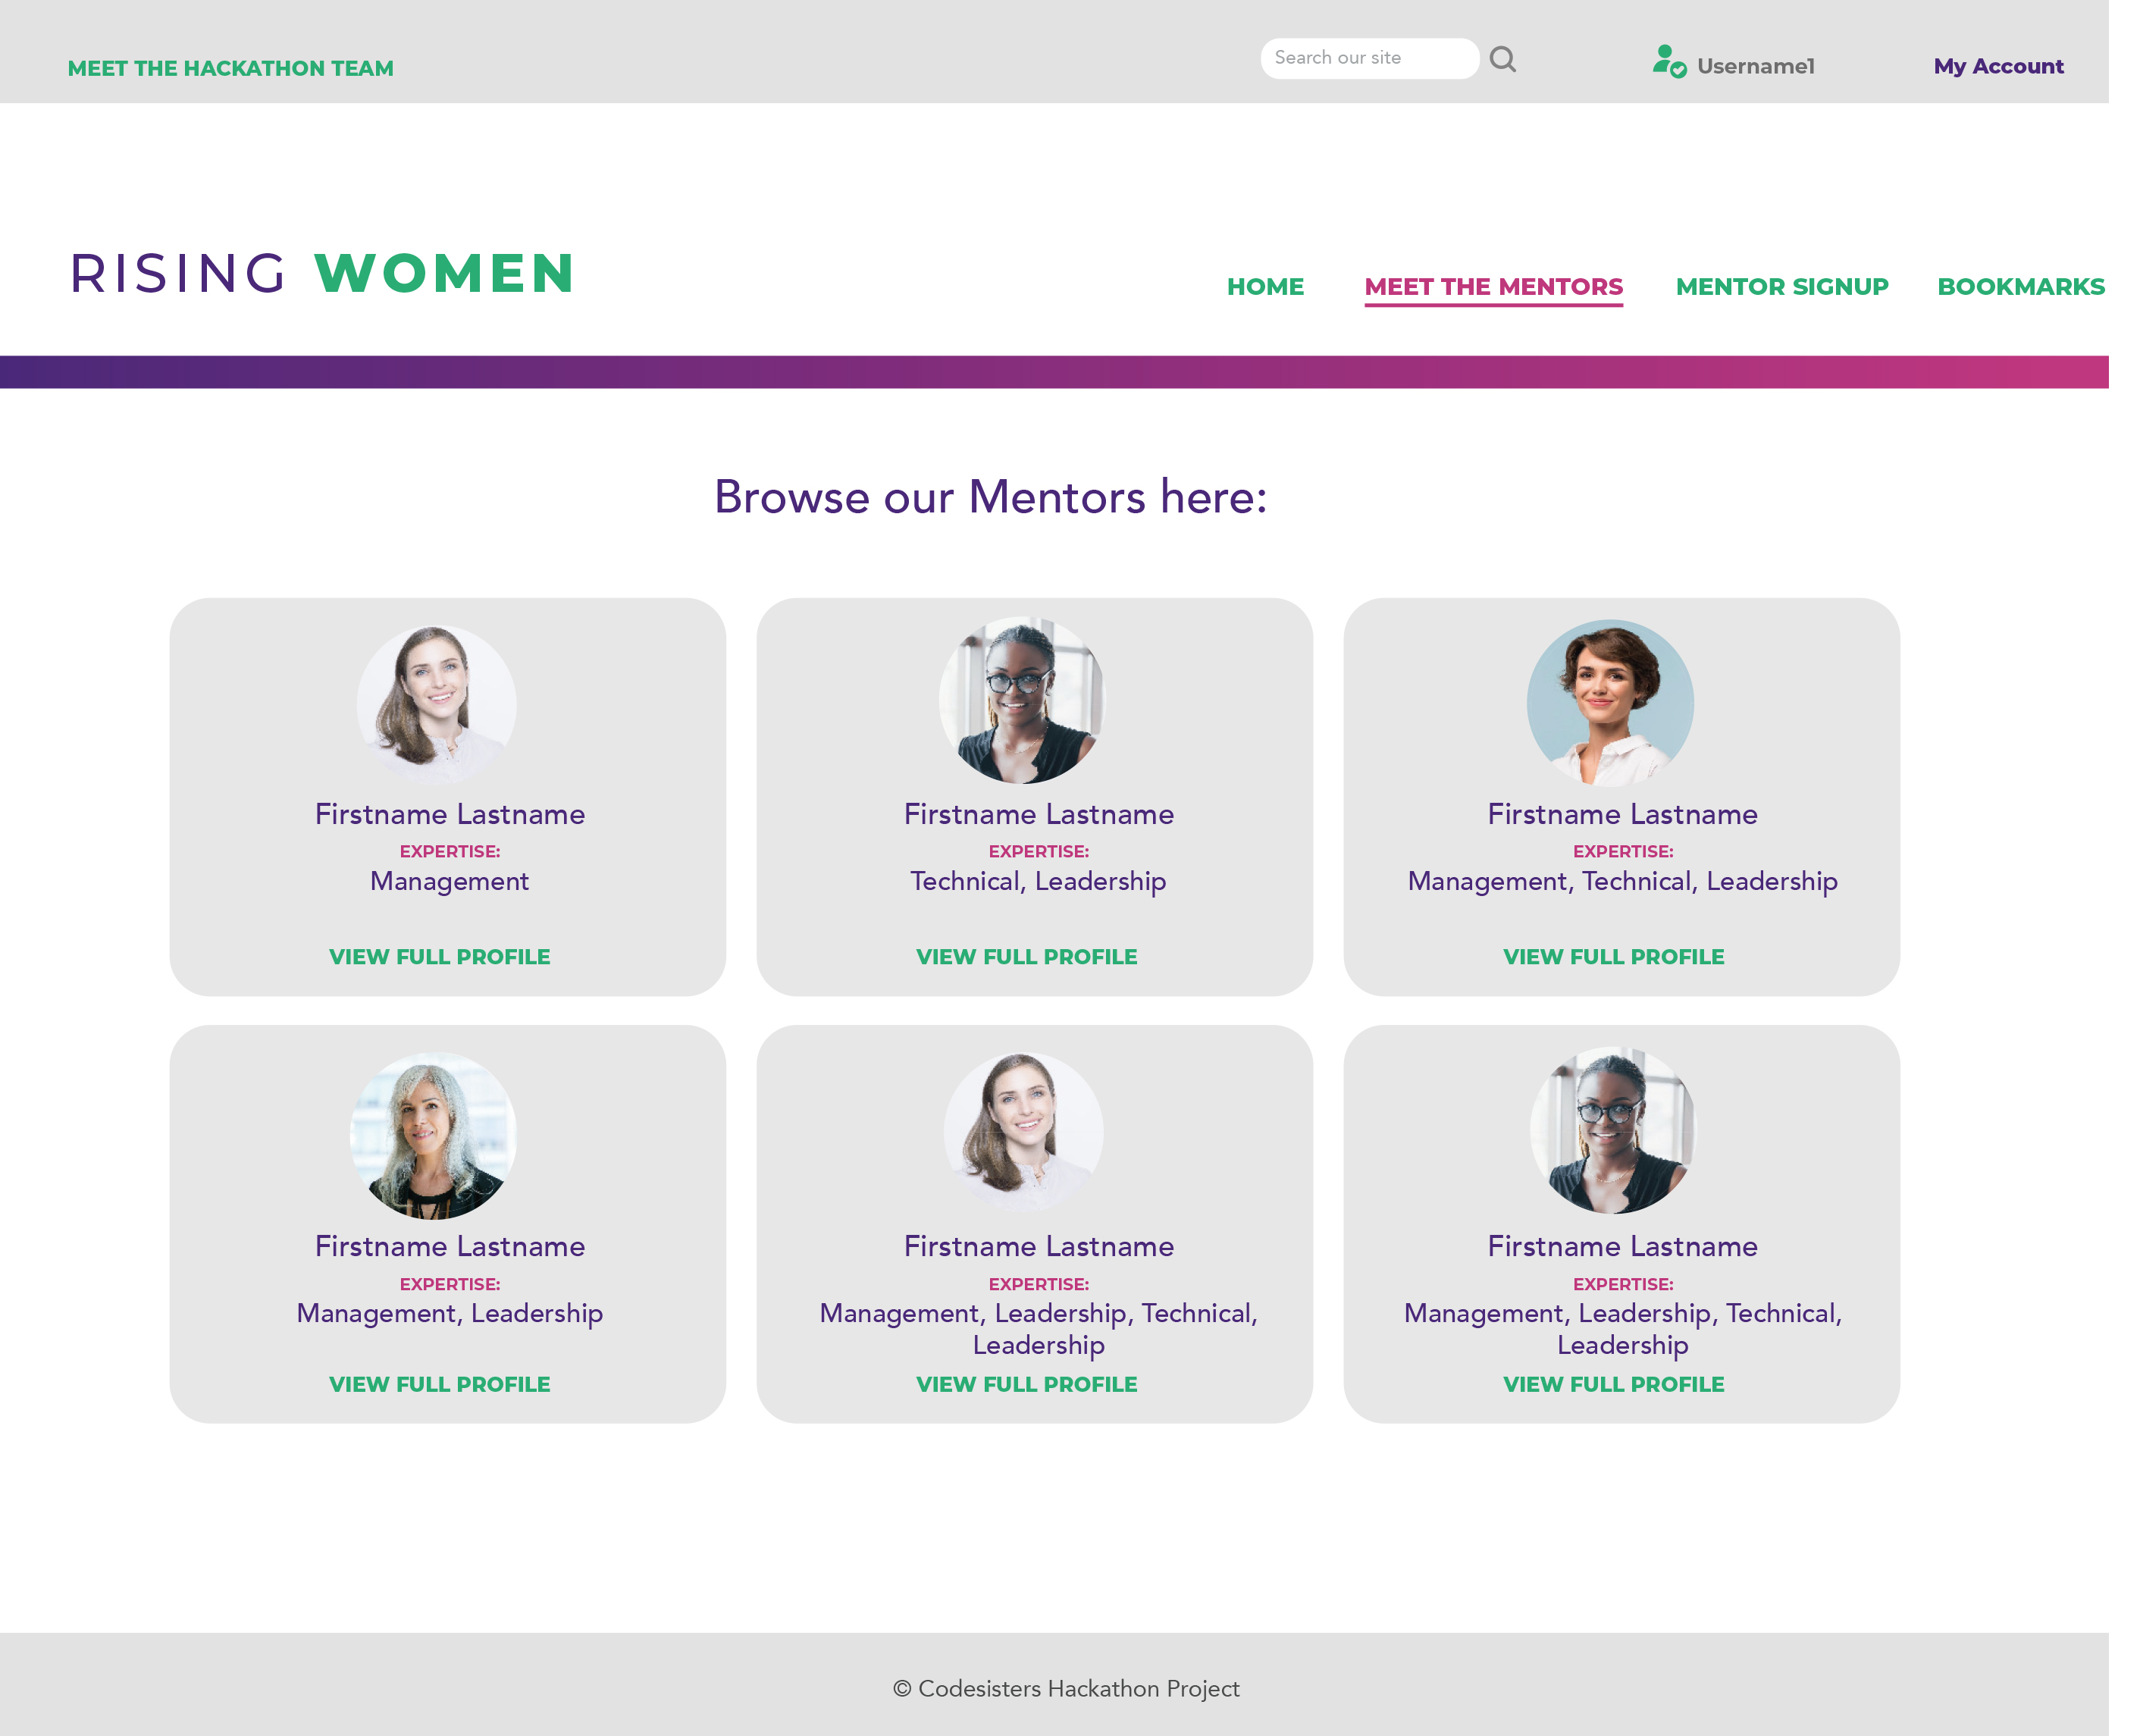 MEET THE HACKATHON TEAM
Search our site
Username1
My Account
RISING WOMEN
HOME
MEET THE MENTORS
MENTOR SIGNUP
BOOKMARKS
Browse our Mentors here:
Firstname Lastname
EXPERTISE:
Management
VIEW FULL PROFILE
Firstname Lastname
EXPERTISE:
Technical, Leadership
VIEW FULL PROFILE
Firstname Lastname
EXPERTISE:
Management, Technical, Leadership
VIEW FULL PROFILE
Firstname Lastname
EXPERTISE:
Management, Leadership
VIEW FULL PROFILE
Firstname Lastname
EXPERTISE:
Management, Leadership, Technical,
Leadership
VIEW FULL PROFILE
Firstname Lastname
EXPERTISE:
Management, Leadership, Technical,
Leadership
VIEW FULL PROFILE
© Codesisters Hackathon Project